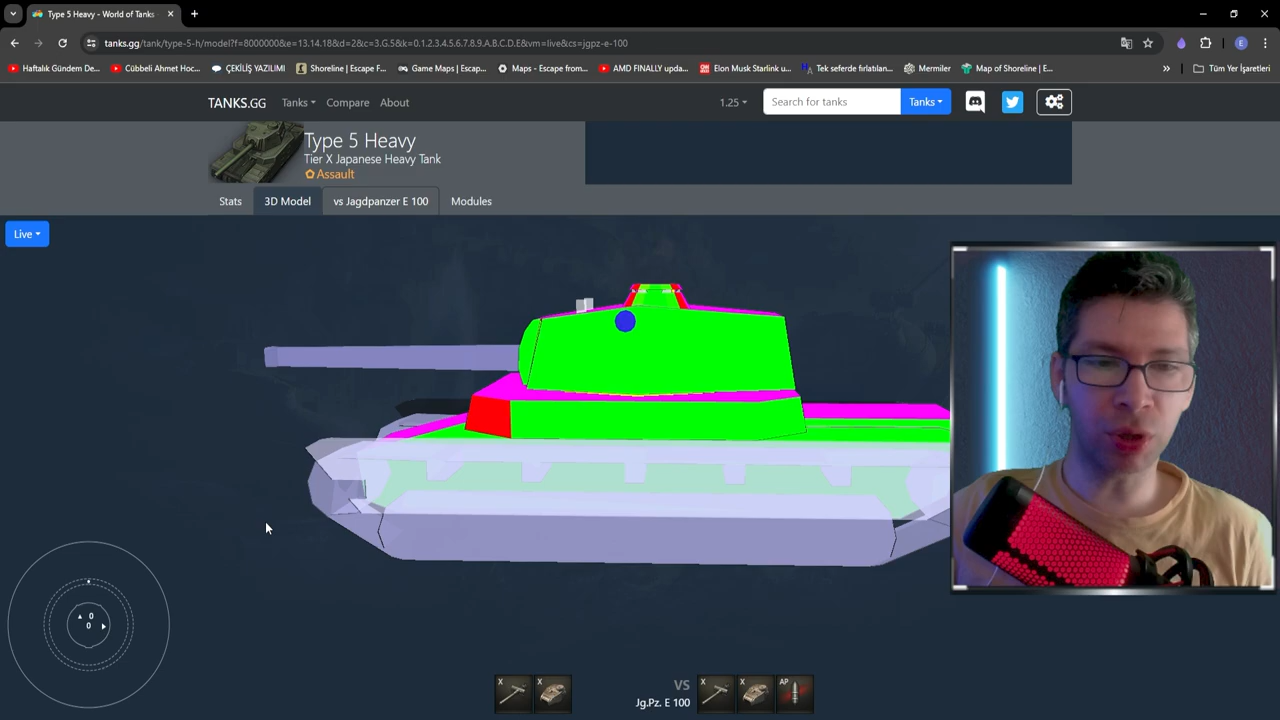 Type 5 Heavy - World of Tanks
tanks.gg/tank/type-5-h/model?f=8000000&e=13.14.18&d=2&c=3.G.5&k=0.1.2.3.4.5.6.7.8.9.A.B.C.D.E&vm=live&cs=jgpz-e-100
E
Haftalık Gündem De...
Cübbeli Ahmet Hoc...
ÇEKİLİŞ YAZILIMI
Shoreline | Escape F...
Game Maps | Escap...
Maps - Escape from...
AMD FINALLY upda...
Elon Musk Starlink u...
Tek seferde fırlatılan...
Mermiler
Map of Shoreline | E...
Tüm Yer İşaretleri
TANKS.GG
Tanks
Compare
About
1.25
Search for tanks
Tanks
Type 5 Heavy
Tier X Japanese Heavy Tank
Assault
Stats
3D Model
vs Jagdpanzer E 100
Modules
Live
0
0
X
X
VS
Jg.Pz. E 100
X
X
AP